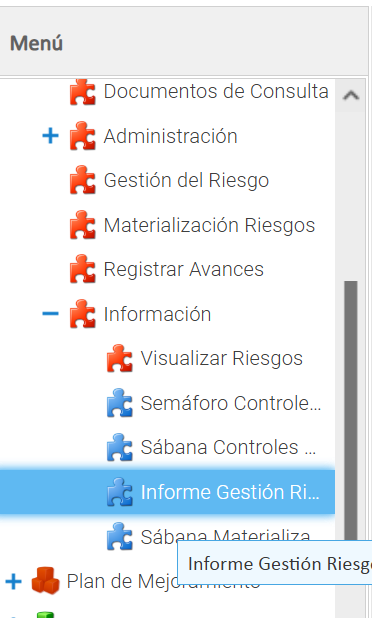 Menú
Documentos de Consulta
Administración
Gestión del Riesgo
Materialización Riesgos
Registrar Avances
Información
Visualizar Riesgos
Semáforo Controle...
Sábana Controles ...
Informe Gestión Ri...
Sábana Materializa
Informe Gestión Riesg
Plan de Mejoramiento